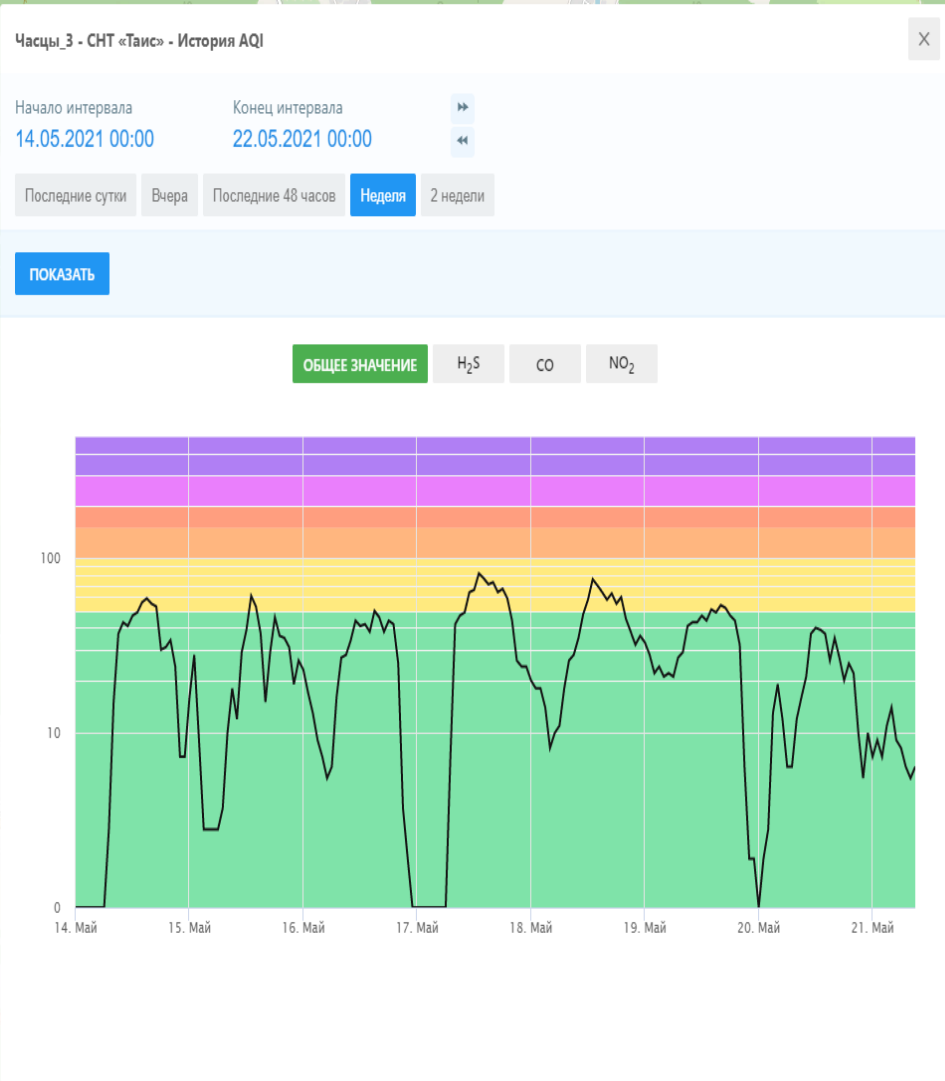 Часцы_3 - СНТ «Таис» - История AQI
X
Начало интервала
Конец интервала
14.05.2021 00:00
22.05.2021 00:00
Последние сутки
Вчера
Последние 48 часов
Неделя
2 недели
ПОКАЗАТЬ
ОБЩЕЕ ЗНАЧЕНИЕ
H₂S
CO
NO₂
100
10
0
14. Май
15. Май
16. Май
17. Май
18. Май
19. Май
20. Май
21. Май